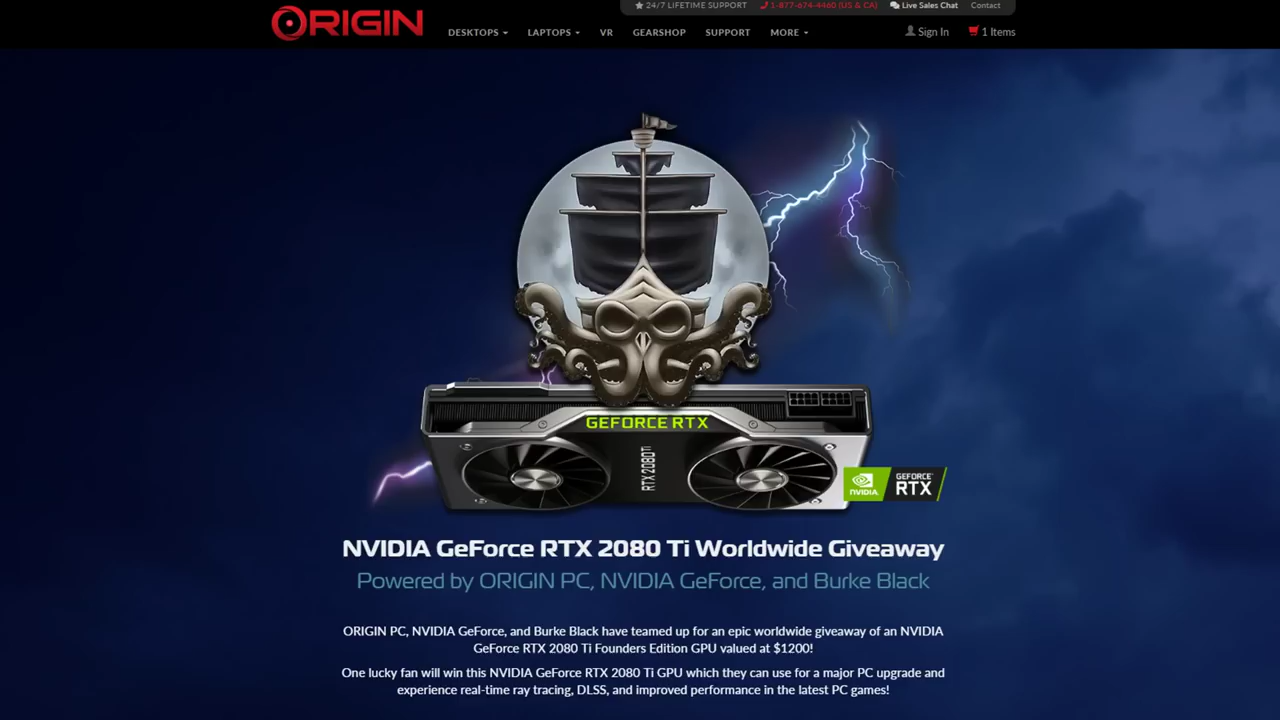 ORIGIN
24/7 LIFETIME SUPPORT 1-877-674-4460 (US & CA) Live Sales Chat Contact
DESKTOPS LAPTOPS VR GEARSHOP SUPPORT MORE Sign In 1 Items
GEFORCE RTX
RTX 2080 Ti
NVIDIA.
GEFORCE
RTX
NVIDIA GeForce RTX 2080 Ti Worldwide Giveaway
Powered by ORIGIN PC, NVIDIA GeForce, and Burke Black
ORIGIN PC, NVIDIA GeForce, and Burke Black have teamed up for an epic worldwide giveaway of an NVIDIA
GeForce RTX 2080 Ti Founders Edition GPU valued at $1200!
One lucky fan will win this NVIDIA GeForce RTX 2080 Ti GPU which they can use for a major PC upgrade and
experience real-time ray tracing, DLSS, and improved performance in the latest PC games!